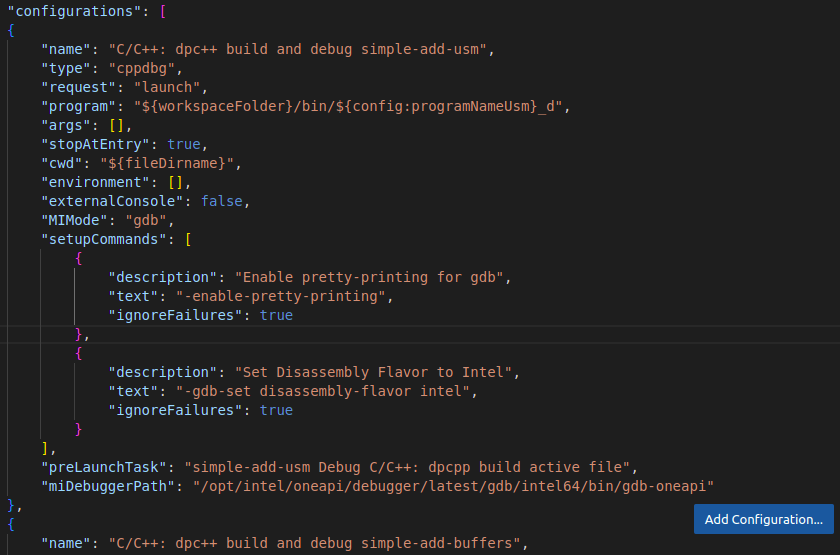 "configurations": [
{
"name": "C/C++: dpc++ build and debug simple-add-usm",
"type": "cppdbg",
"request": "launch",
"program": "${workspaceFolder}/bin/${config:programNameUsm}_d",
"args": [],
"stopAtEntry": true,
"cwd": "${fileDirname}",
"environment": [],
"externalConsole": false,
"MIMode": "gdb",
"setupCommands": [
{
"description": "Enable pretty-printing for gdb",
"text": "-enable-pretty-printing",
"ignoreFailures": true
},
{
"description": "Set Disassembly Flavor to Intel",
"text": "-gdb-set disassembly-flavor intel",
"ignoreFailures": true
}
],
"preLaunchTask": "simple-add-usm Debug C/C++: dpcpp build active file",
"miDebuggerPath": "/opt/intel/oneapi/debugger/latest/gdb/intel64/bin/gdb-oneapi"
},
{
Add Configuration...
"name": "C/C++: dpc++ build and debug simple-add-buffers",